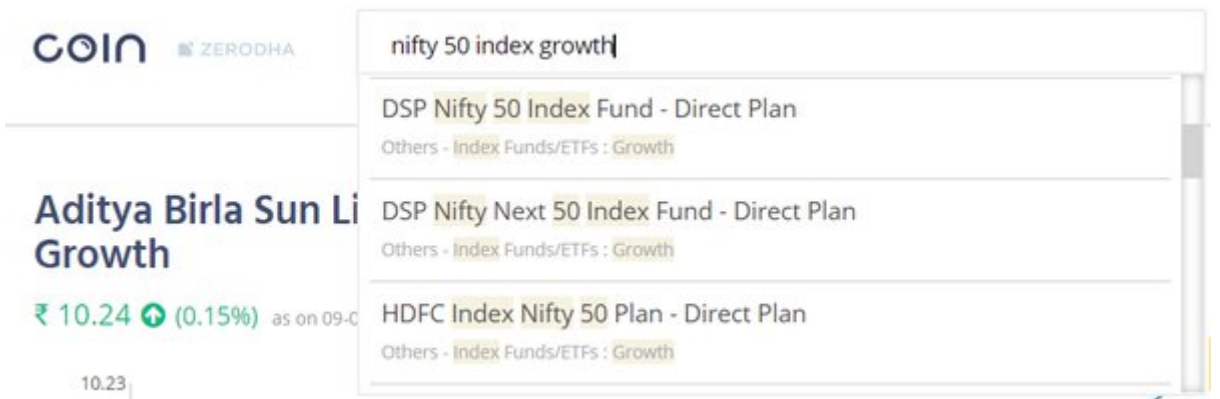 COIN ZERODHA
nifty 50 index growth
DSP Nifty 50 Index Fund - Direct Plan
Others - Index Funds/ETFs : Growth
DSP Nifty Next 50 Index Fund - Direct Plan
Others - Index Funds/ETFs : Growth
HDFC Index Nifty 50 Plan - Direct Plan
Others - Index Funds/ETFs : Growth
Aditya Birla Sun Li
Growth
₹ 10.24 (0.15%) as on 09-
10.23